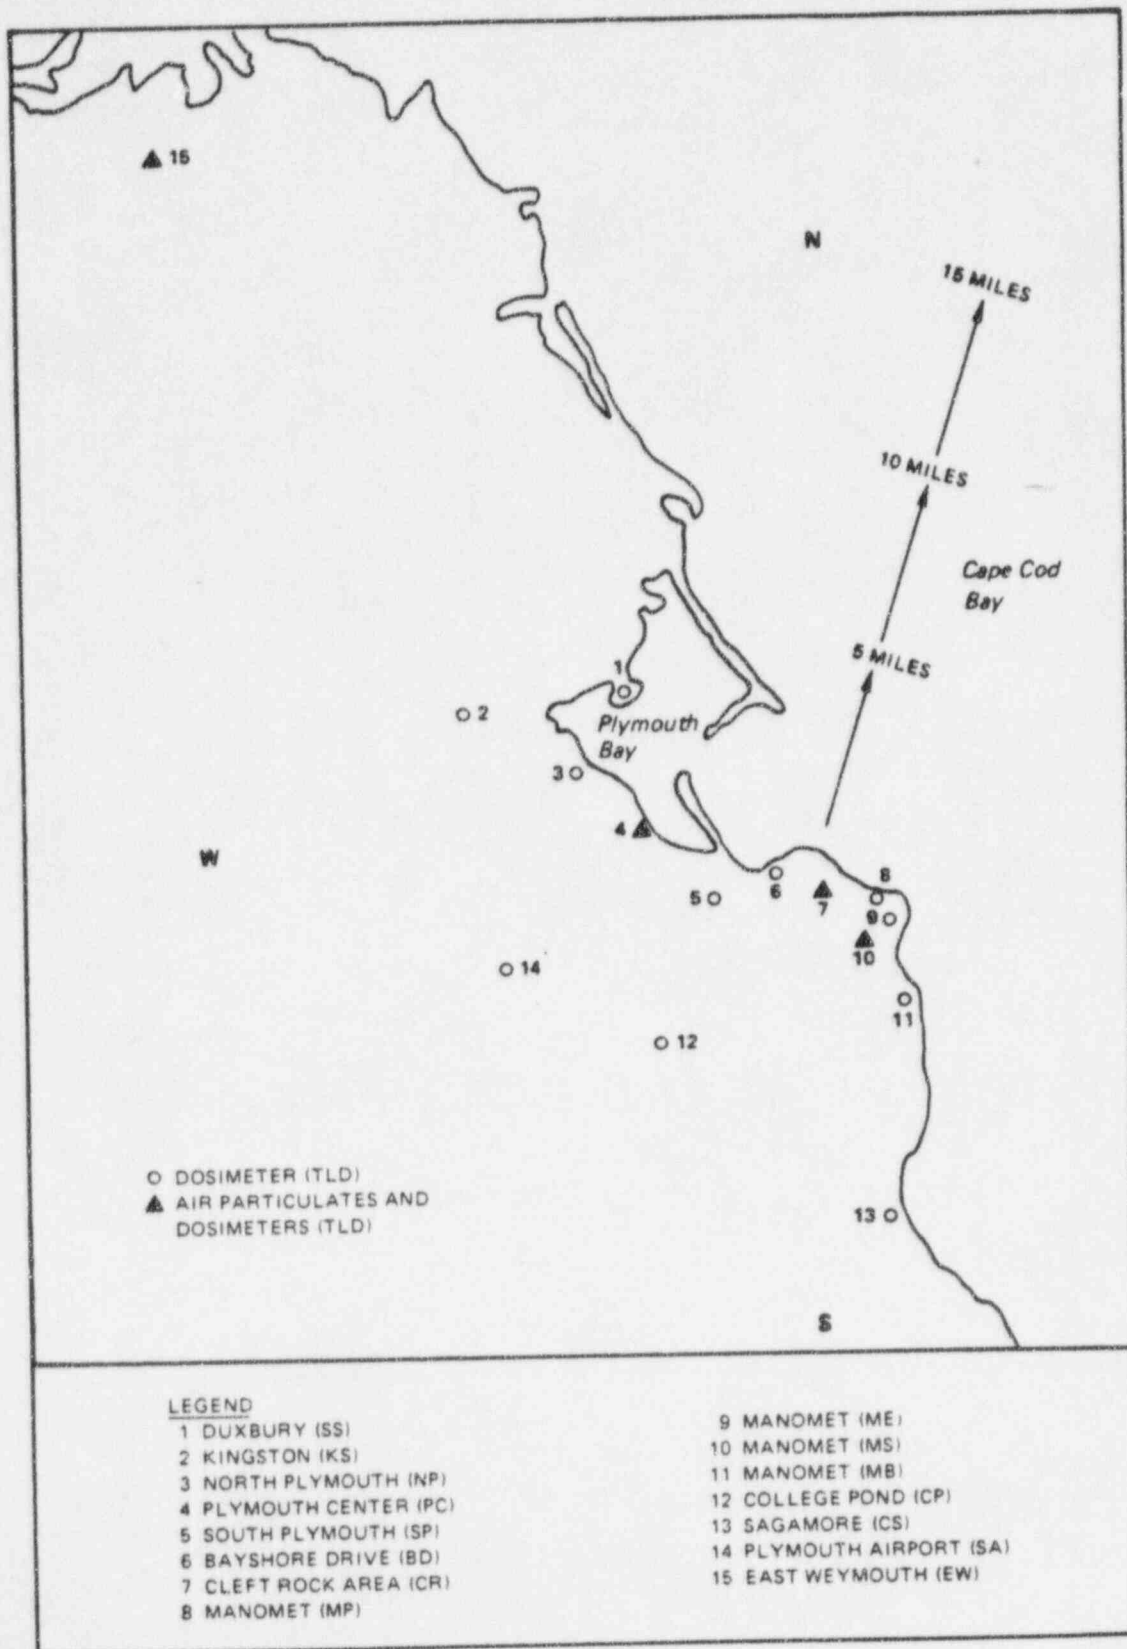 15
N
15 MILES
10 MILES
Cape Cod
Bay
5 MILES
1
2
Plymouth
Bay
3
4
W
8
5
6
7
9
10
14
11
12
DOSIMETER (TLD)
AIR PARTICULATES AND
DOSIMETERS (TLD)
13
S
LEGEND
1 DUXBURY (SS)
2 KINGSTON (KS)
3 NORTH PLYMOUTH (NP)
4 PLYMOUTH CENTER (PC)
5 SOUTH PLYMOUTH (SP)
6 BAYSHORE DRIVE (BD)
7 CLEFT ROCK AREA (CR)
8 MANOMET (MP)
9 MANOMET (ME)
10 MANOMET (MS)
11 MANOMET (MB)
12 COLLEGE POND (CP)
13 SAGAMORE (CS)
14 PLYMOUTH AIRPORT (SA)
15 EAST WEYMOUTH (EW)